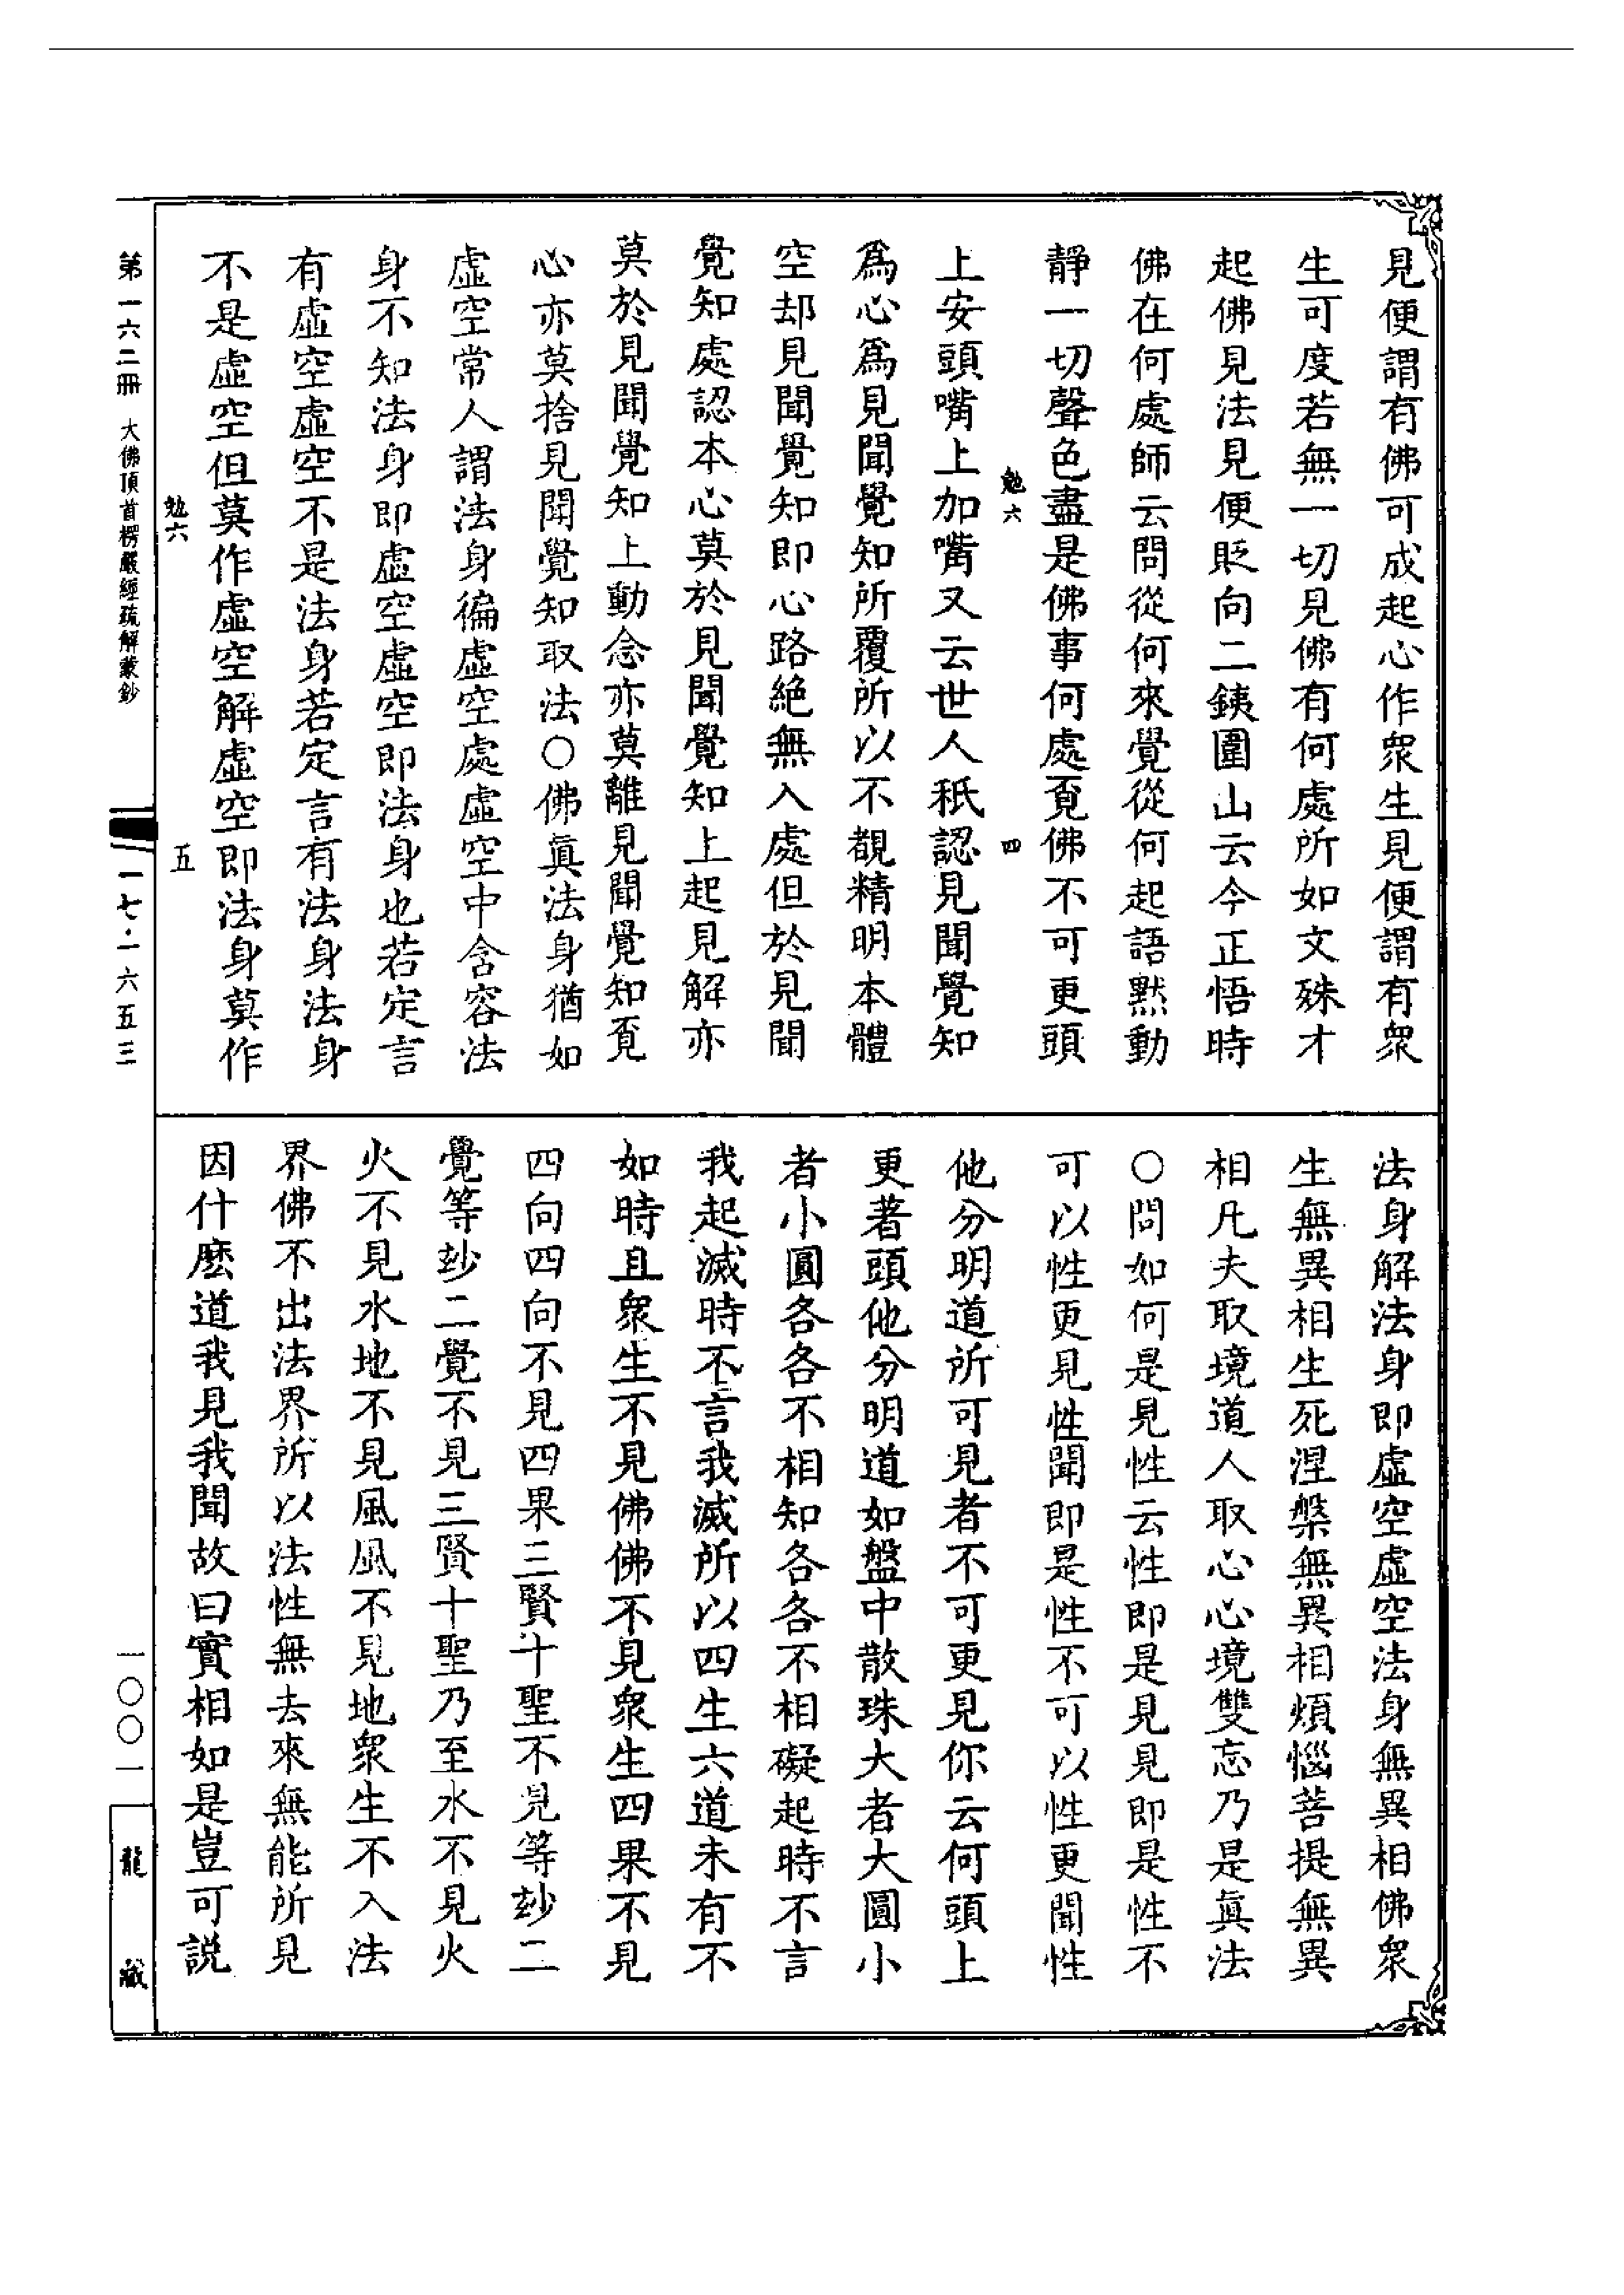 見便謂有佛可成起心作衆生見便謂有衆
生可度若無一切見佛有何處所如文殊才
起佛見法見便貶向二銕圍山云今正悟時
佛在何處師云問從何來覺從何起語黙動
静一切聲色盡是佛事何處覔佛不可更頭
勉六
四
上安頭嘴上加嘴又云世人秖認見聞覺知
爲心爲見聞覺知所覆所以不覩精明本體
空却見聞覺知即心路絶無入處但於見聞
覺知處認本心莫於見聞覺知上起見解亦
莫於見聞覺知上動念亦莫離見聞覺知覔
心亦莫捨見聞覺知取法〇佛眞法身猶如
虛空常人謂法身徧虛空處虛空中含容法
身不知法身即虛空虛空即法身也若定言
有虛空虛空不是法身若定言有法身法身
不是虛空但莫作虛空解虛空即法身莫作
勉六
五
法身解法身即虛空虛空法身無異相佛衆
生無異相生死涅槃無異相煩惱菩提無異
相凡夫取境道人取心心境雙忘乃是眞法
〇問如何是見性云性即是見見即是性不
可以性更見性聞即是性不可以性更聞性
他分明道所可見者不可更見你云何頭上
更著頭他分明道如盤中散珠大者大圓小
者小圓各各不相知各各不相礙起時不言
我起滅時不言我滅所以四生六道未有不
如時且衆生不見佛佛不見衆生四果不見
四向四向不見四果三賢十聖不見等玅二
覺等玅二覺不見三賢十聖乃至水不見火
火不見水地不見風風不見地衆生不入法
界佛不出法界所以法性無去來無能所見
因什麽道我見我聞故曰實相如是豈可説
第一六二冊 大佛頂首楞嚴經疏解蒙鈔
一七·一六五三
一〇〇一
龍藏